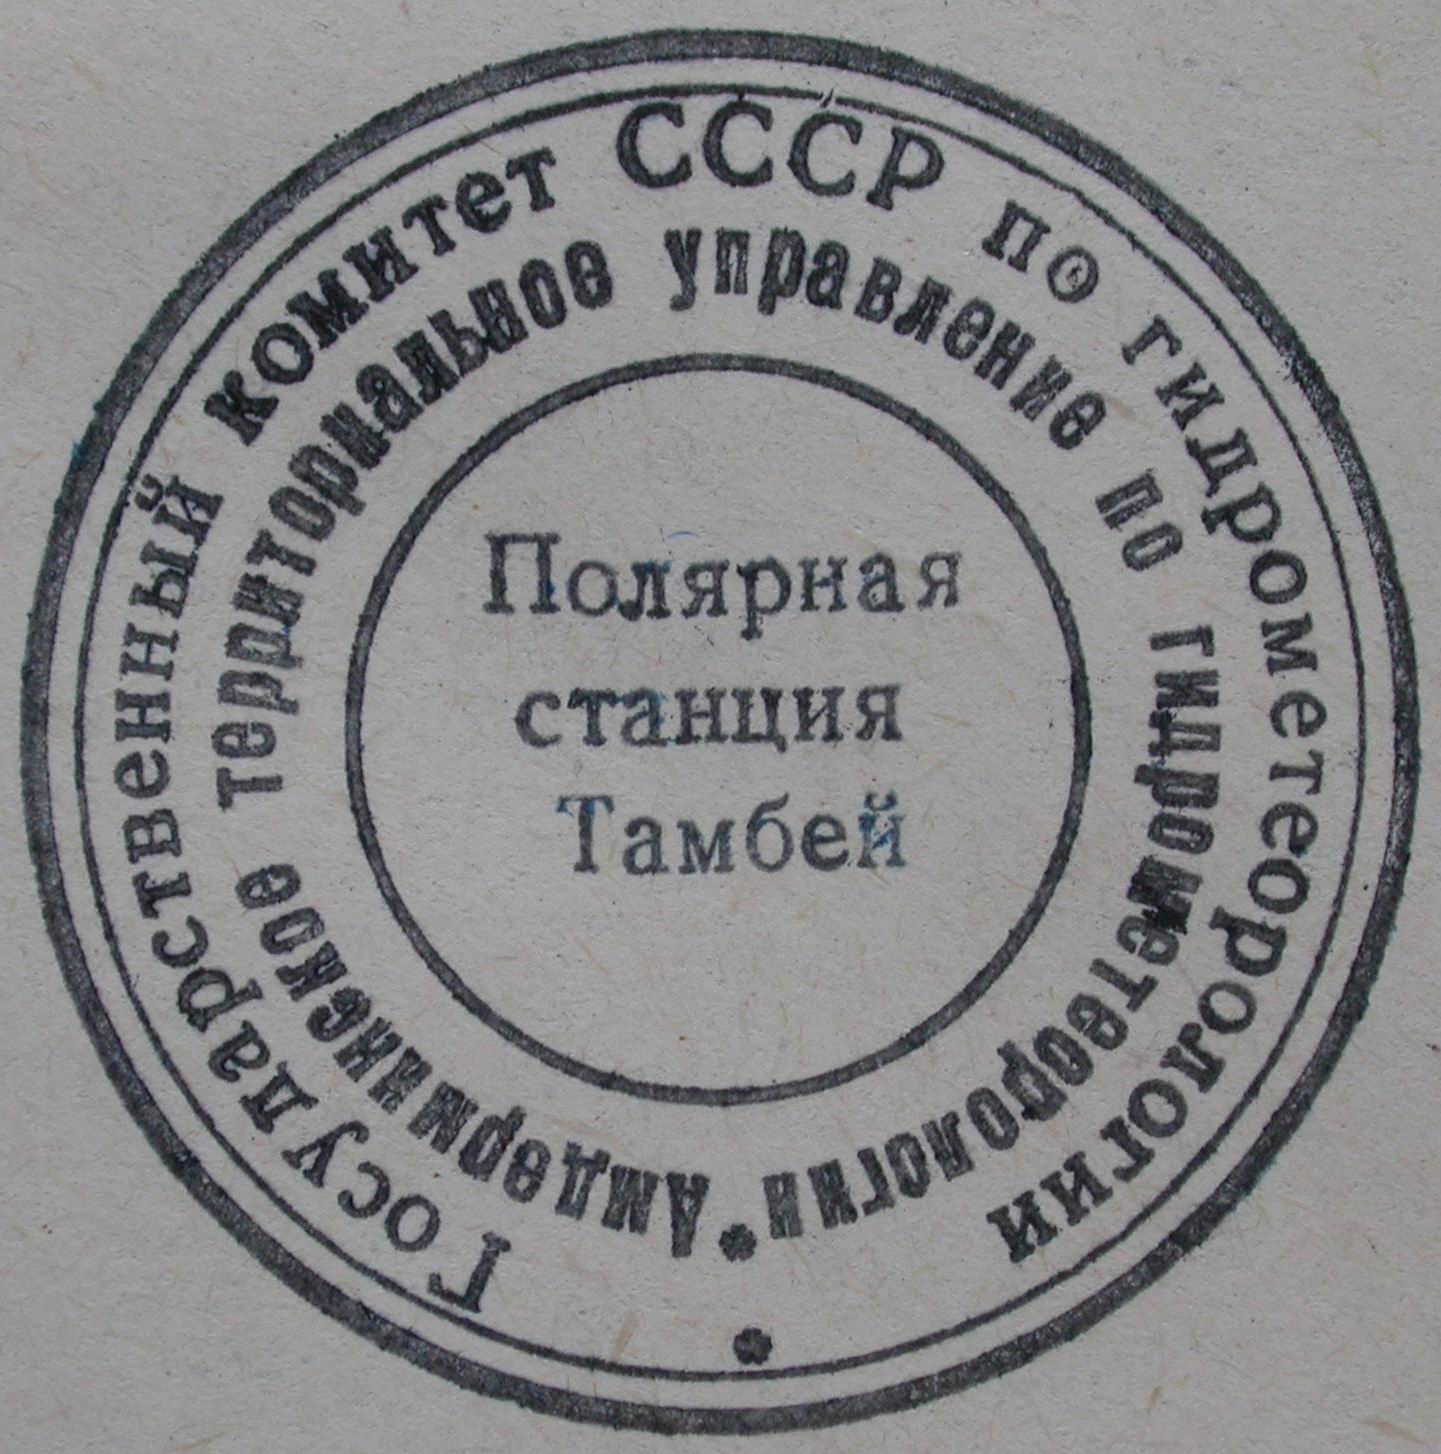 Государственный комитет СССР по гидрометеорологии
Амдерминское территориальное управление по гидрометеорологии
Полярная
станция
Тамбей